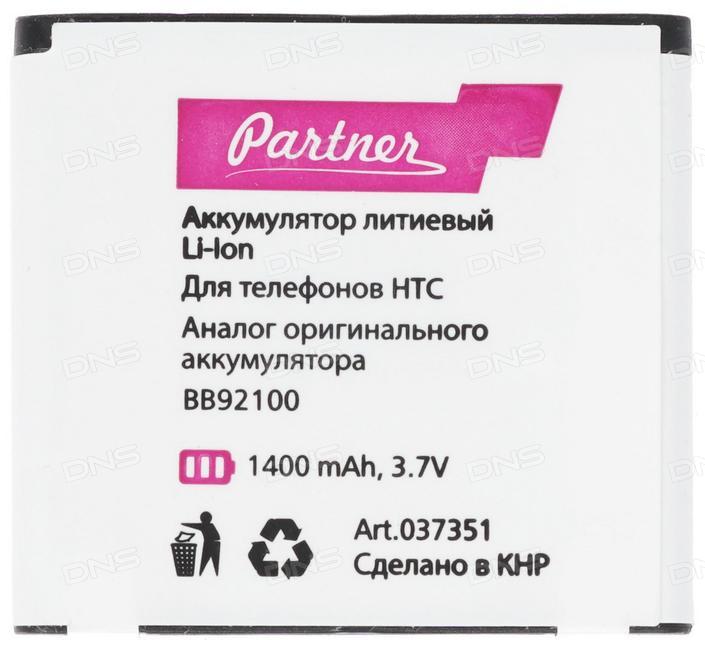 Partner
Аккумулятор литиевый
Li-Ion
Для телефонов HTC
Аналог оригинального
аккумулятора
BB92100
1400 mAh, 3.7V
Art.037351
Сделано в КНР
DNS